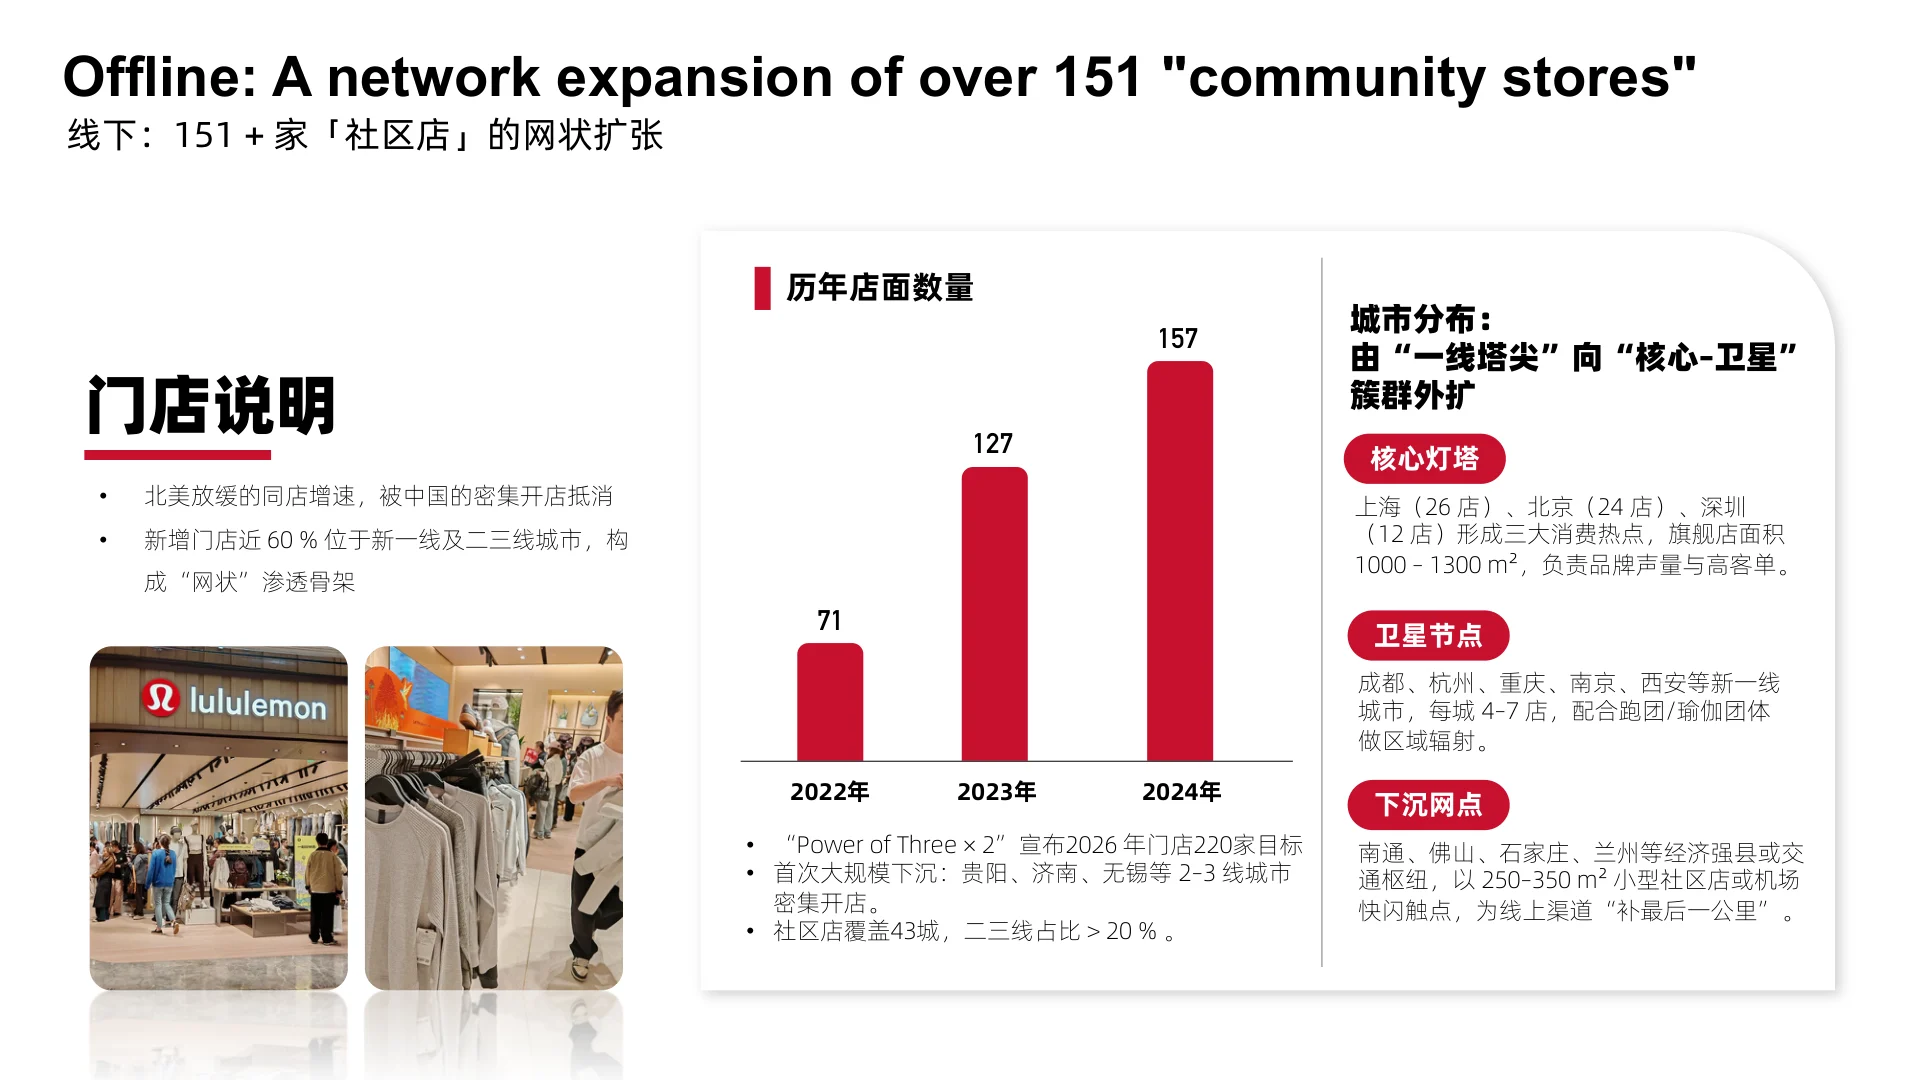 Offline: A network expansion of over 151 "community stores"
线下：151 + 家「社区店」的网状扩张
门店说明
• 北美放缓的同店增速，被中国的密集开店抵消
• 新增门店近 60 % 位于新一线及二三线城市，构
成“网状”渗透骨架
lululemon
历年店面数量
157
127
71
2022年
2023年
2024年
• “Power of Three × 2”宣布2026 年门店220家目标
• 首次大规模下沉：贵阳、济南、无锡等 2-3 线城市
密集开店。
• 社区店覆盖43城，二三线占比 > 20 % 。
城市分布：
由“一线塔尖”向“核心-卫星”
簇群外扩
核心灯塔
上海（26 店）、北京（24 店）、深圳
（12 店）形成三大消费热点，旗舰店面积
1000 - 1300 m²，负责品牌声量与高客单。
卫星节点
成都、杭州、重庆、南京、西安等新一线
城市，每城 4-7 店，配合跑团/瑜伽团体
做区域辐射。
下沉网点
南通、佛山、石家庄、兰州等经济强县或交
通枢纽，以 250-350 m² 小型社区店或机场
快闪触点，为线上渠道“补最后一公里”。